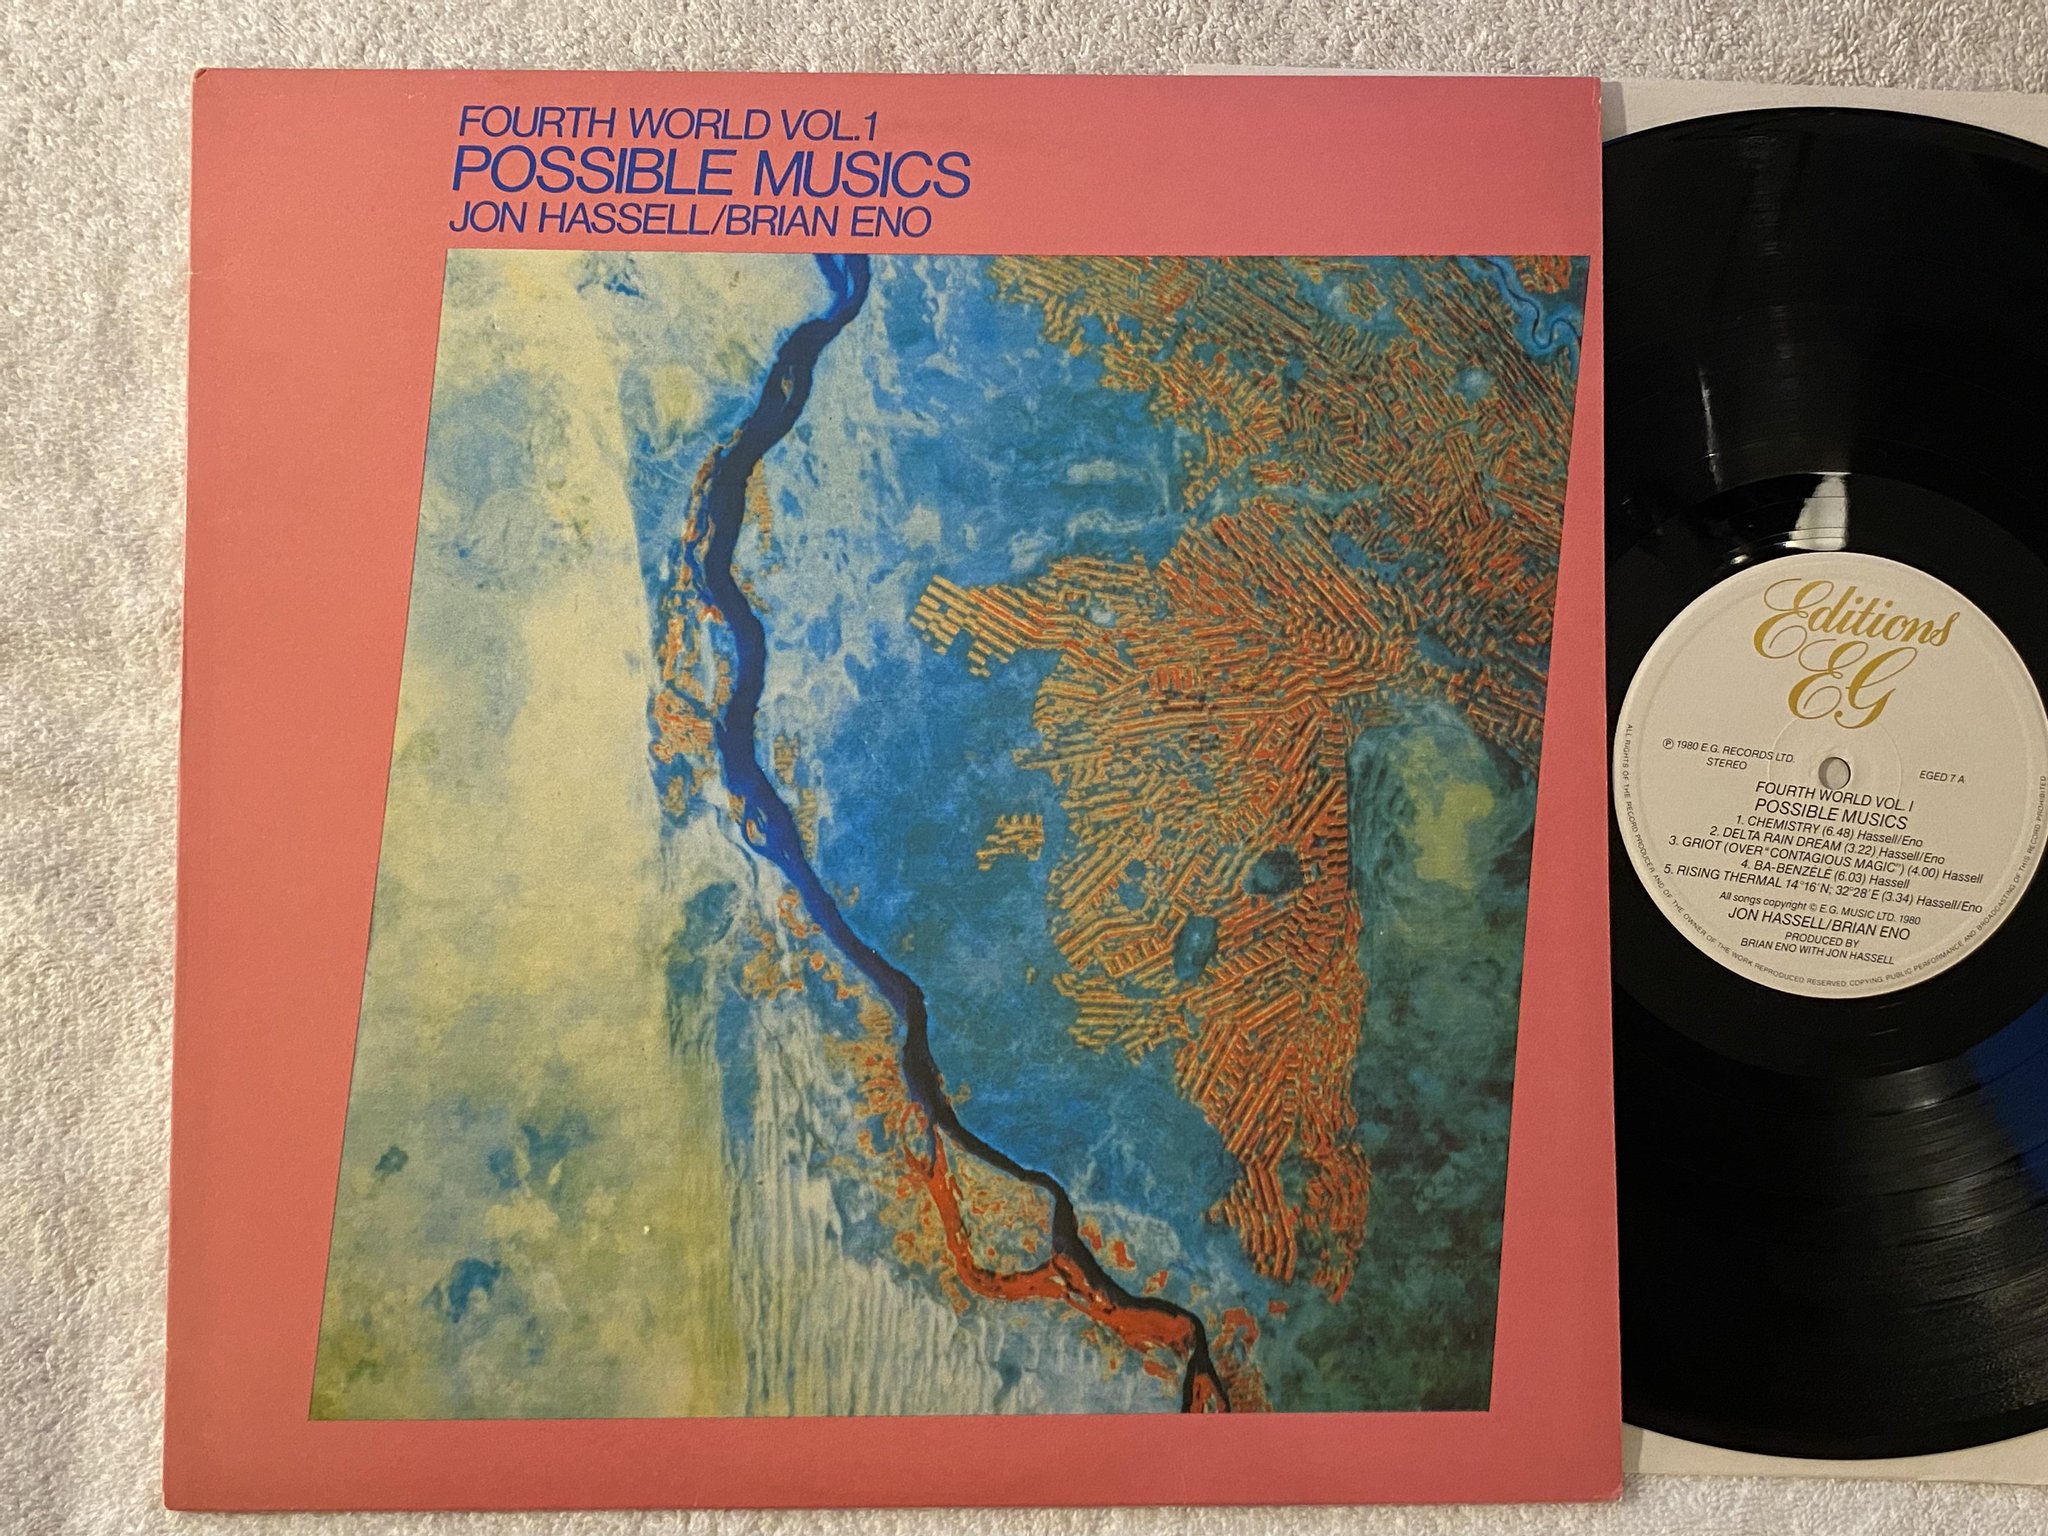 FOURTH WORLD VOL.1
POSSIBLE MUSICS
JON HASSELL/BRIAN ENO
Editions
EG
℗ 1980 E.G. RECORDS LTD.
STEREO
EGED 7 A
FOURTH WORLD VOL. I
POSSIBLE MUSICS
1. CHEMISTRY (6.48) Hassell/Eno
2. DELTA RAIN DREAM (3.22) Hassell/Eno
3. GRIOT (OVER "CONTAGIOUS MAGIC") (4.00) Hassell
4. BA-BENZÉLÉ (6.03) Hassell
5. RISING THERMAL 14°16'N; 32°28'E (3.34) Hassell/Eno
All songs copyright © E.G. MUSIC LTD. 1980
JON HASSELL/BRIAN ENO
PRODUCED BY
BRIAN ENO WITH JON HASSELL
ALL RIGHTS OF THE RECORD PRODUCER AND OF THE OWNER OF THE WORK REPRODUCED RESERVED. COPYING, PUBLIC PERFORMANCE AND BROADCASTING OF THIS RECORD PROHIBITED